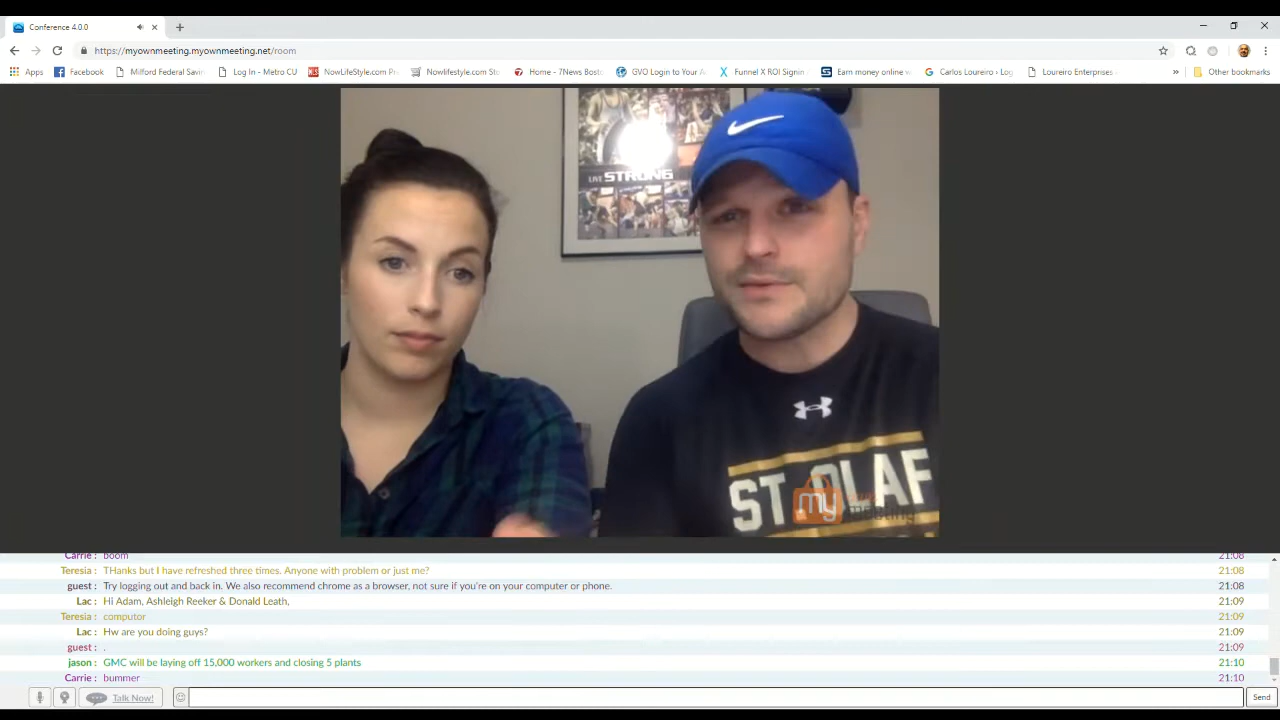 Conference 4.0.0
https://myownmeeting.myownmeeting.net/room
Apps Facebook Milford Federal Savin Log In - Metro CU NowLifeStyle.com Pr Nowlifestyle.com Sto Home - 7News Bosto GVO Login to Your A Funnel X ROI Signin Earn money online w Carlos Loureiro › Log Loureiro Enterprises » Other bookmarks
LIVESTRONG
ST. OLAF
my
meeting
Carrie : boom 21:08
Teresia : THanks but I have refreshed three times. Anyone with problem or just me? 21:08
guest : Try logging out and back in. We also recommend chrome as a browser, not sure if you're on your computer or phone. 21:08
Lac : Hi Adam, Ashleigh Reeker & Donald Leath, 21:09
Teresia : computor 21:09
Lac : Hw are you doing guys? 21:09
guest : . 21:09
jason : GMC will be laying off 15,000 workers and closing 5 plants 21:10
Carrie : bummer 21:10
Talk Now! Send